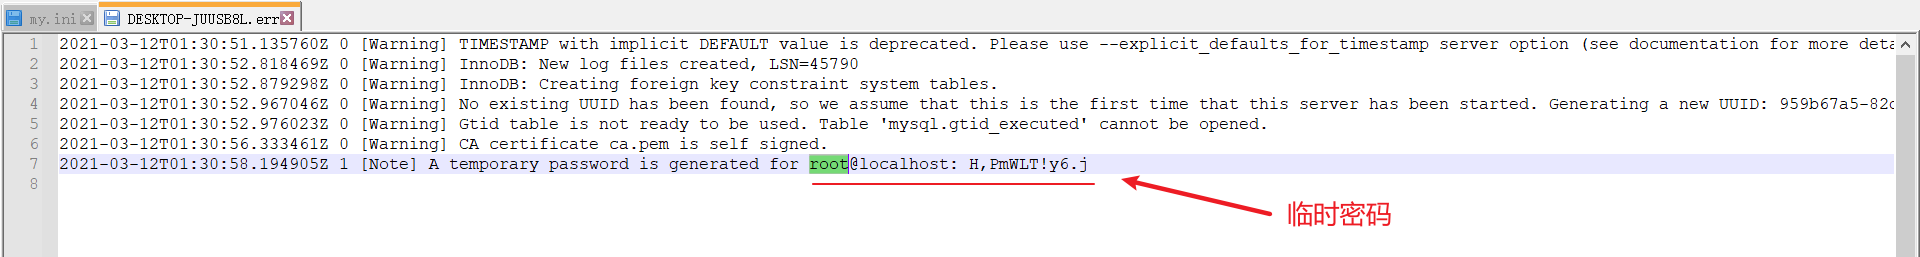 my.ini
DESKTOP-JUUSB8L.err
1 2021-03-12T01:30:51.135760Z 0 [Warning] TIMESTAMP with implicit DEFAULT value is deprecated. Please use --explicit_defaults_for_timestamp server option (see documentation for more deta
2 2021-03-12T01:30:52.818469Z 0 [Warning] InnoDB: New log files created, LSN=45790
3 2021-03-12T01:30:52.879298Z 0 [Warning] InnoDB: Creating foreign key constraint system tables.
4 2021-03-12T01:30:52.967046Z 0 [Warning] No existing UUID has been found, so we assume that this is the first time that this server has been started. Generating a new UUID: 959b67a5-82d
5 2021-03-12T01:30:52.976023Z 0 [Warning] Gtid table is not ready to be used. Table 'mysql.gtid_executed' cannot be opened.
6 2021-03-12T01:30:56.333461Z 0 [Warning] CA certificate ca.pem is self signed.
7 2021-03-12T01:30:58.194905Z 1 [Note] A temporary password is generated for root@localhost: H,PmWLT!y6.j
8
临时密码